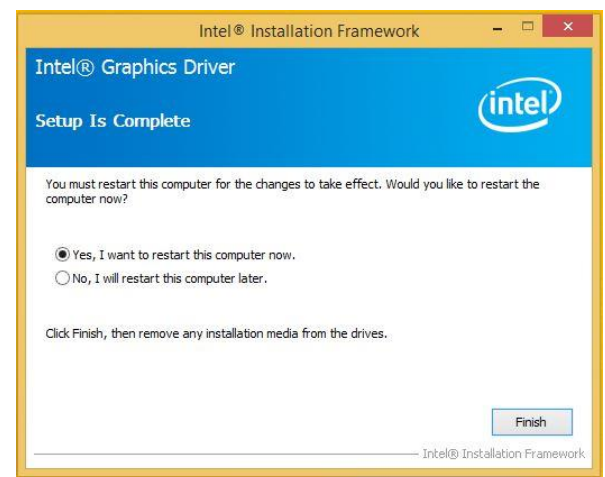 Intel® Installation Framework
Intel® Graphics Driver
Setup Is Complete
intel
You must restart this computer for the changes to take effect. Would you like to restart the
computer now?
Yes, I want to restart this computer now.
No, I will restart this computer later.
Click Finish, then remove any installation media from the drives.
Finish
Intel® Installation Framework